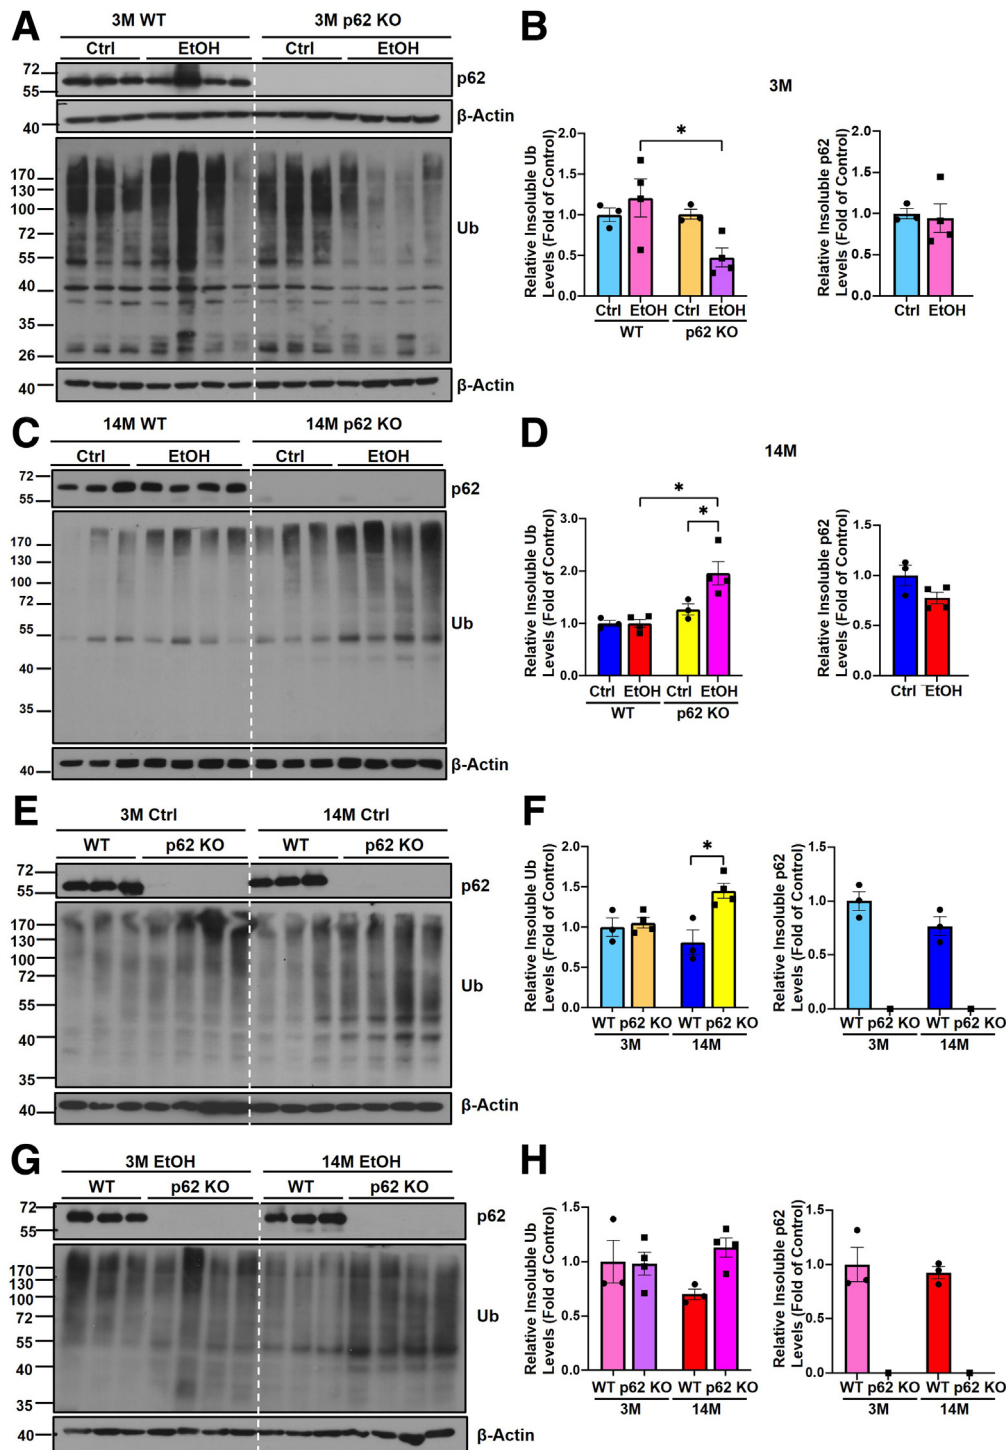 A
3M WT
3M p62 KO
Ctrl
EtOH
Ctrl
EtOH
72
55
p62
40
β-Actin
170
130
100
72
55
40
35
26
Ub
40
β-Actin
B
3M
Relative Insoluble Ub
Levels (Fold of Control)
2.0
1.5
1.0
0.5
0.0
*
Ctrl EtOH Ctrl EtOH
WT
p62 KO
Relative Insoluble p62
Levels (Fold of Control)
2.0
1.5
1.0
0.5
0.0
Ctrl EtOH
C
14M WT
14M p62 KO
Ctrl
EtOH
Ctrl
EtOH
72
55
p62
170
130
100
72
55
40
35
Ub
40
β-Actin
D
14M
Relative Insoluble Ub
Levels (Fold of Control)
3.0
2.0
1.0
0.0
*
*
Ctrl EtOH Ctrl EtOH
WT
p62 KO
Relative Insoluble p62
Levels (Fold of Control)
1.5
1.0
0.5
0.0
Ctrl EtOH
E
3M Ctrl
14M Ctrl
WT
p62 KO
WT
p62 KO
72
55
p62
170
130
100
72
55
40
35
Ub
40
β-Actin
F
Relative Insoluble Ub
Levels (Fold of Control)
2.0
1.5
1.0
0.5
0.0
*
WT p62 KO WT p62 KO
3M
14M
Relative Insoluble p62
Levels (Fold of Control)
1.5
1.0
0.5
0.0
WT p62 KO WT p62 KO
3M
14M
G
3M EtOH
14M EtOH
WT
p62 KO
WT
p62 KO
72
55
p62
170
130
100
72
55
40
35
Ub
40
β-Actin
H
Relative Insoluble Ub
Levels (Fold of Control)
1.5
1.0
0.5
0.0
WT p62 KO WT p62 KO
3M
14M
Relative Insoluble p62
Levels (Fold of Control)
1.5
1.0
0.5
0.0
WT p62 KO WT p62 KO
3M
14M